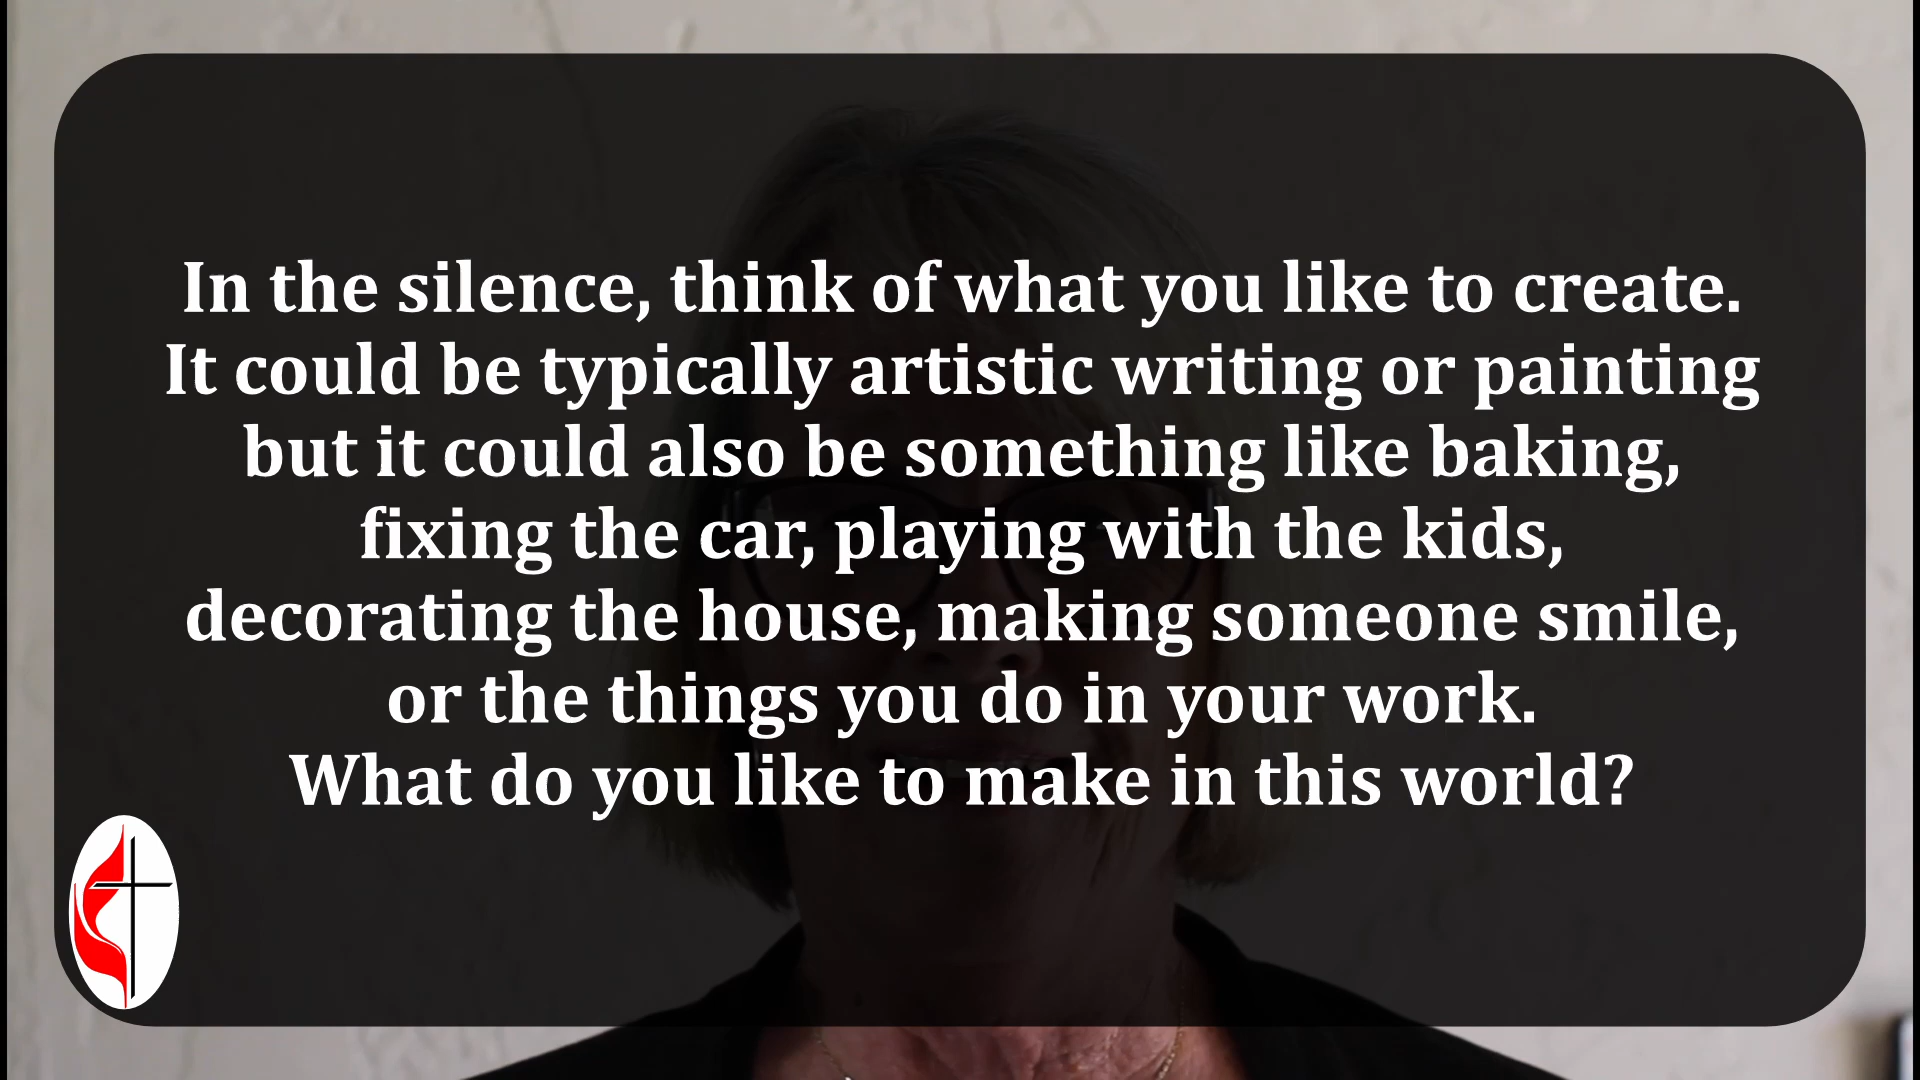 In the silence, think of what you like to create.
It could be typically artistic writing or painting
but it could also be something like baking,
fixing the car, playing with the kids,
decorating the house, making someone smile,
or the things you do in your work.
What do you like to make in this world?